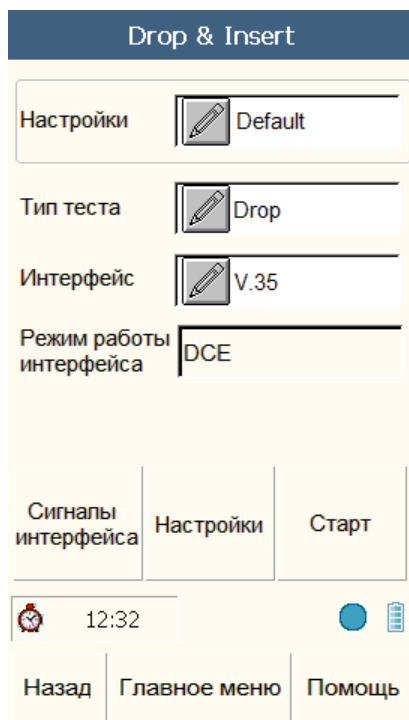 Drop & Insert
Настройки Default
Тип теста Drop
Интерфейс V.35
Режим работы
интерфейса DCE
Сигналы
интерфейса Настройки Старт
12:32
Назад Главное меню Помощь